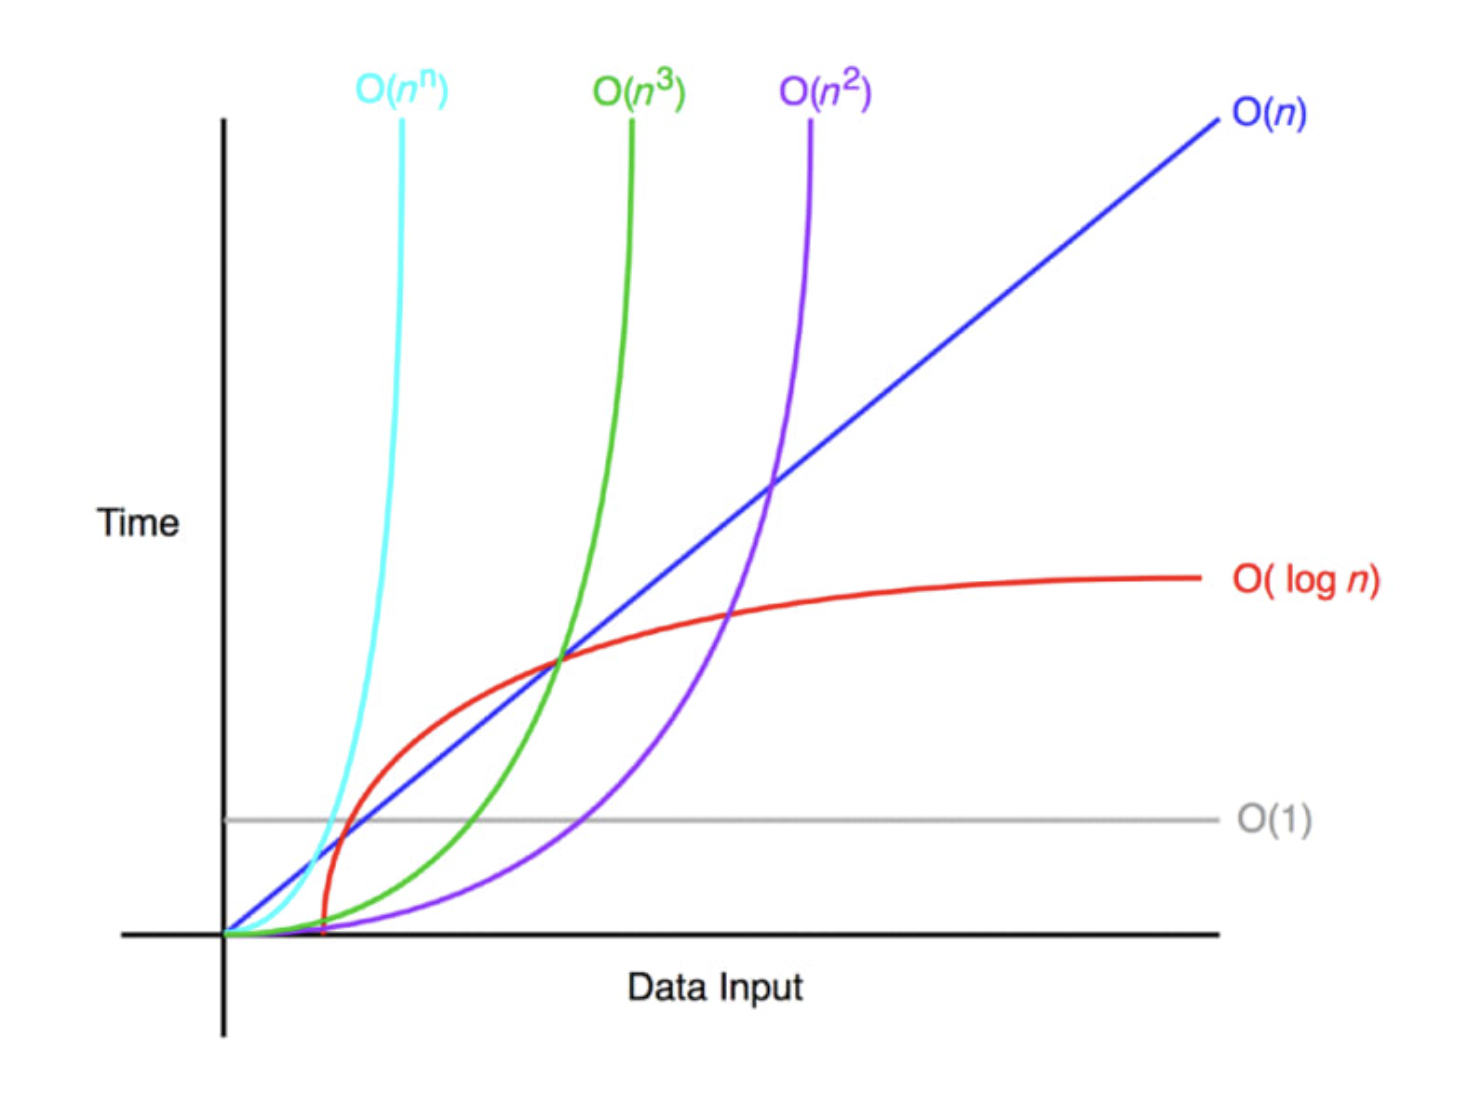 O(nⁿ)
O(n³)
O(n²)
O(n)
Time
O( log n)
O(1)
Data Input